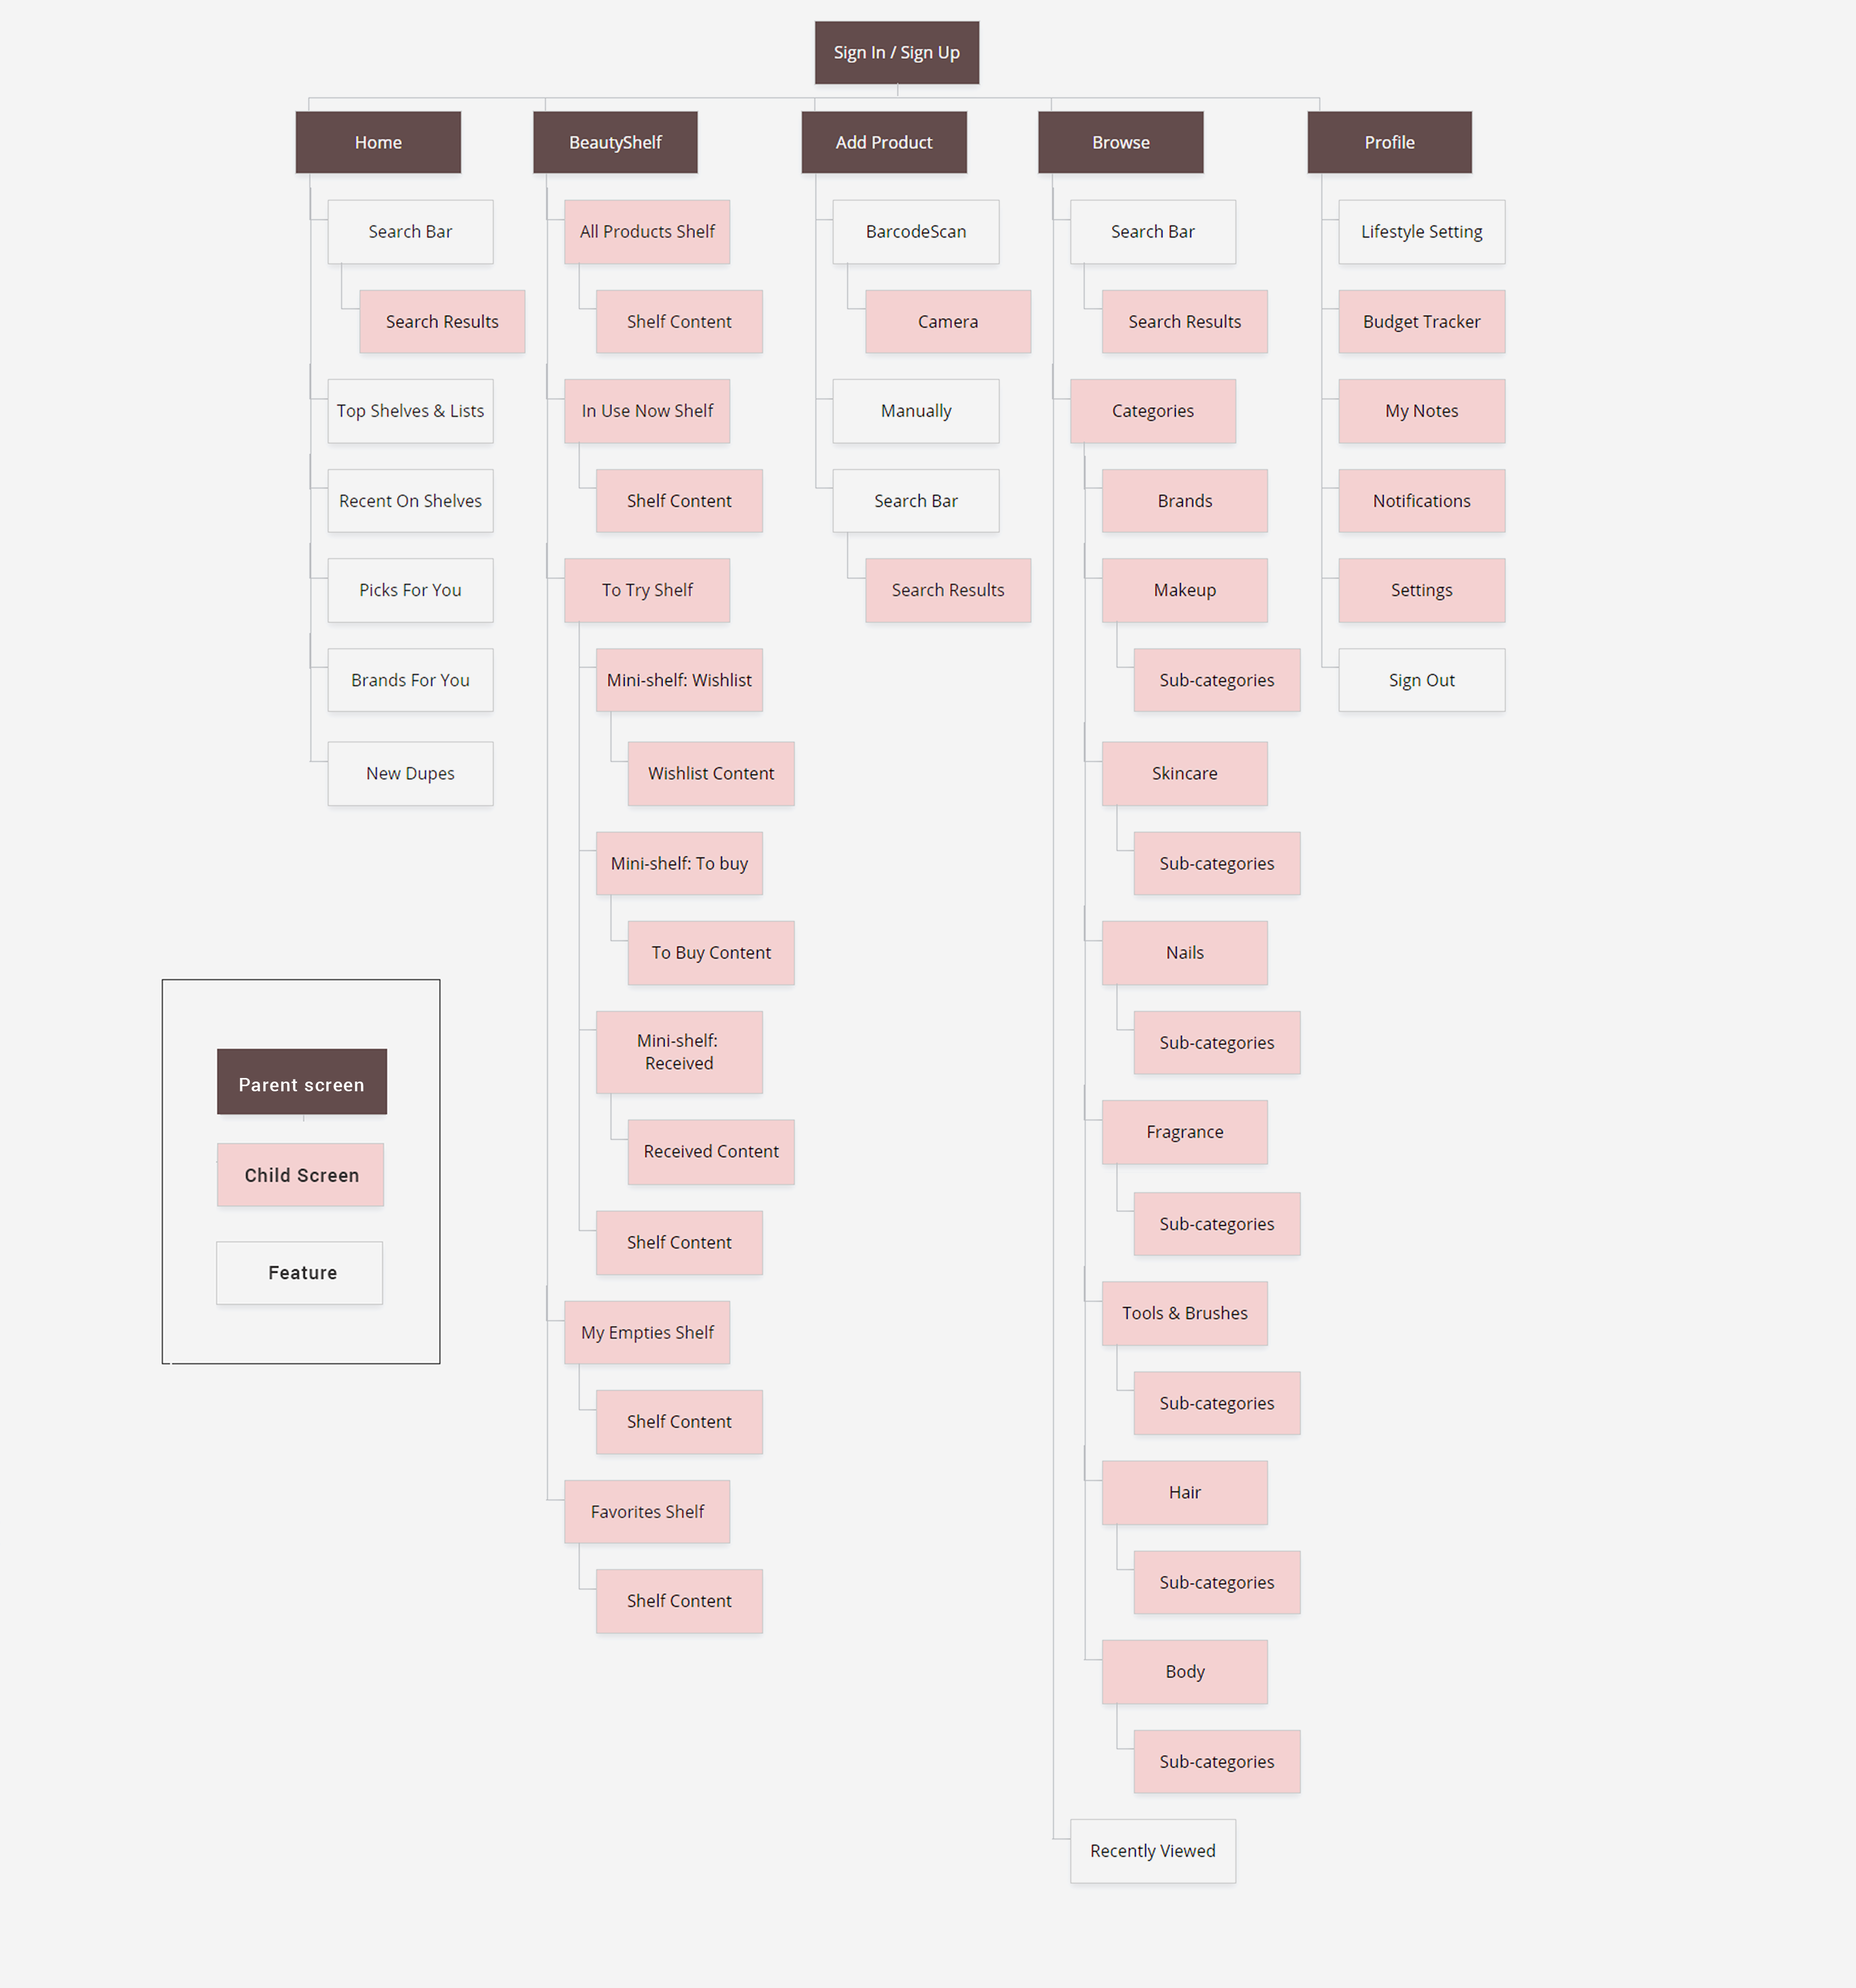 Sign In / Sign Up
Home
Search Bar
Search Results
Top Shelves & Lists
Recent On Shelves
Picks For You
Brands For You
New Dupes
BeautyShelf
All Products Shelf
Shelf Content
In Use Now Shelf
Shelf Content
To Try Shelf
Mini-shelf: Wishlist
Wishlist Content
Mini-shelf: To buy
To Buy Content
Mini-shelf:
Received
Received Content
Shelf Content
My Empties Shelf
Shelf Content
Favorites Shelf
Shelf Content
Add Product
BarcodeScan
Camera
Manually
Search Bar
Search Results
Browse
Search Bar
Search Results
Categories
Brands
Makeup
Sub-categories
Skincare
Sub-categories
Nails
Sub-categories
Fragrance
Sub-categories
Tools & Brushes
Sub-categories
Hair
Sub-categories
Body
Sub-categories
Recently Viewed
Profile
Lifestyle Setting
Budget Tracker
My Notes
Notifications
Settings
Sign Out
Parent screen
Child Screen
Feature